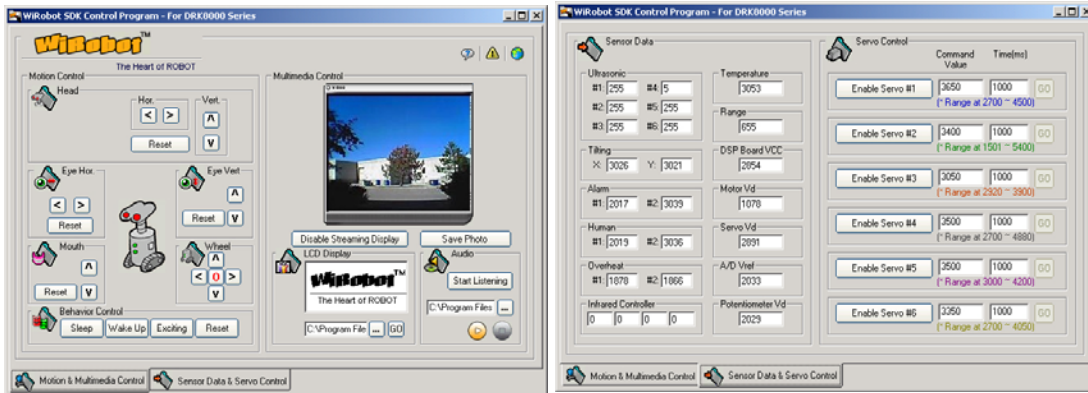 WiRobot SDK Control Program - For DRK8000 Series
WiRobot™
The Heart of ROBOT
Motion Control
Head
Hor.
Vert.
< >
Λ
Reset
V
Eye Hor.
Eye Vert
< >
Λ
Reset
Reset V
Mouth
Wheel
Λ
Λ
< 0 >
Reset V
V
Behavior Control
Sleep Wake Up Exciting Reset
Multimedia Control
Disable Streaming Display Save Photo
LCD Display
WiRobot™
The Heart of ROBOT
C:\Program File ... GO
Audio
Start Listening
C:\Program Files ...
Motion & Multimedia Control Sensor Data & Servo Control
WiRobot SDK Control Program - For DRK8000 Series
Sensor Data
Ultrasonic
#1: 255 #4: 5
#2: 255 #5: 255
#3: 255 #6: 255
Tilting
X: 3026 Y: 3021
Alarm
#1: 2017 #2: 3039
Human
#1: 2019 #2: 3036
Overheat
#1: 1878 #2: 1866
Infrared Controller
0 0 0 0
Temperature
3053
Range
655
DSP Board VCC
2854
Motor Vd
1078
Servo Vd
2891
A/D Vref
2033
Potentiometer Vd
2029
Servo Control
Command Value Time(ms)
Enable Servo #1 3650 1000 GO
(* Range at 2700 ~ 4500)
Enable Servo #2 3400 1000 GO
(* Range at 1501 ~ 5400)
Enable Servo #3 3050 1000 GO
(* Range at 2920 ~ 3900)
Enable Servo #4 3500 1000 GO
(* Range at 2700 ~ 4880)
Enable Servo #5 3500 1000 GO
(* Range at 3000 ~ 4200)
Enable Servo #6 3350 1000 GO
(* Range at 2700 ~ 4050)
Motion & Multimedia Control Sensor Data & Servo Control